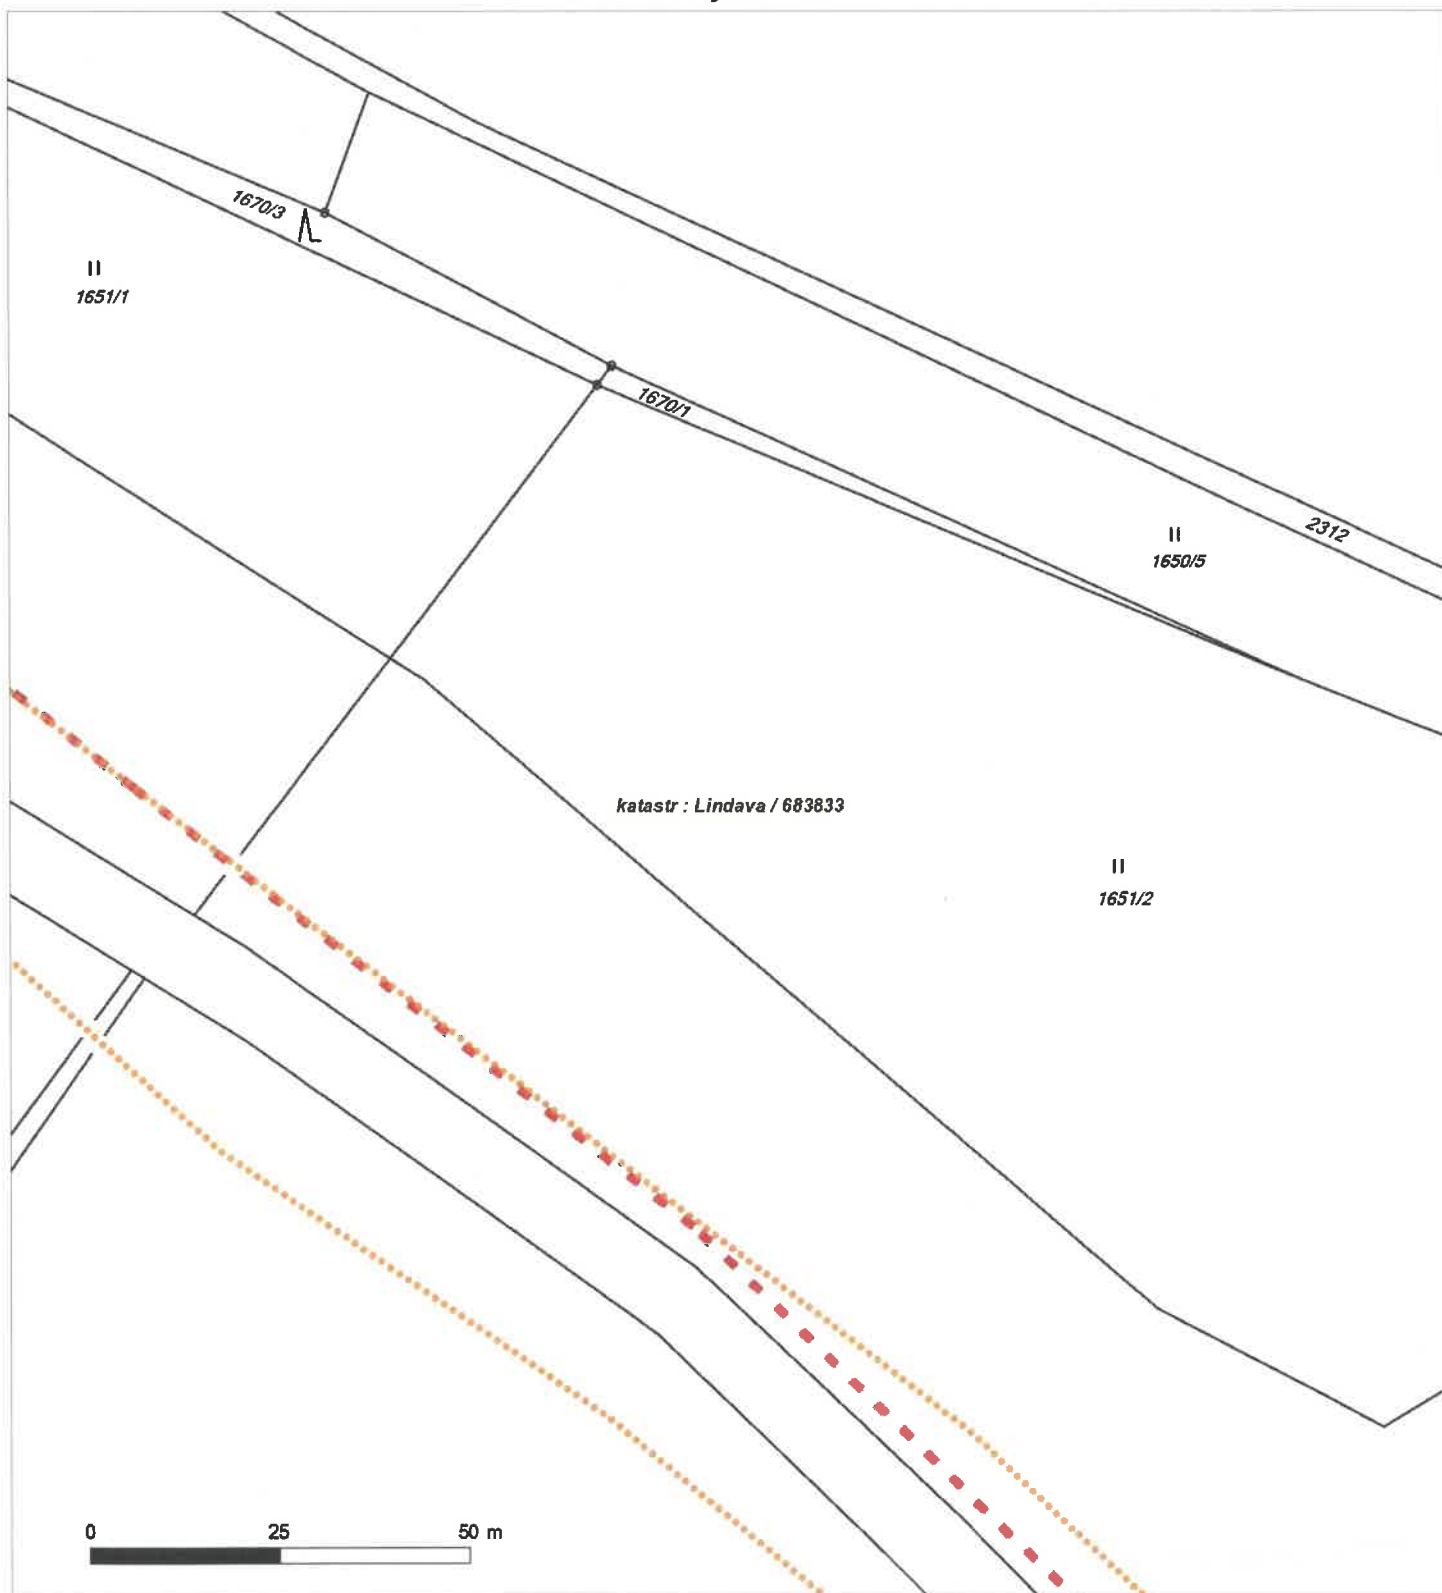 1670/3
II
1651/1
1670/1
2312
II
1650/5
katastr : Lindava / 683833
II
1651/2
0 25 50 m